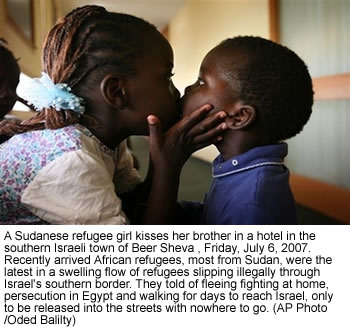 A Sudanese refugee girl kisses her brother in a hotel in the
southern Israeli town of Beer Sheva , Friday, July 6, 2007.
Recently arrived African refugees, most from Sudan, were the
latest in a swelling flow of refugees slipping illegally through
Israel's southern border. They told of fleeing fighting at home,
persecution in Egypt and walking for days to reach Israel, only
to be released into the streets with nowhere to go. (AP Photo
/Oded Balilty)